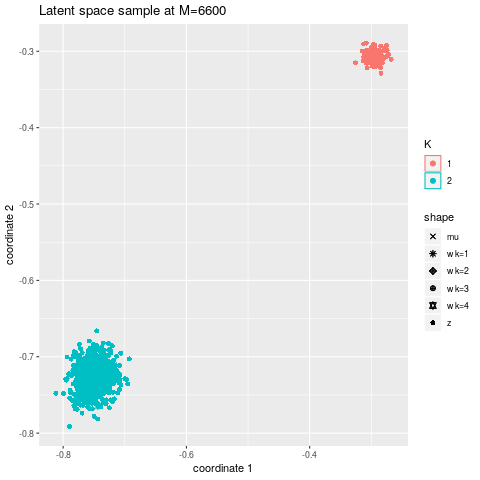 Latent space sample at M=6600
-0.3
-0.4
-0.5
-0.6
-0.7
-0.8
coordinate 2
-0.8
-0.6
-0.4
coordinate 1
K
1
2
shape
mu
w k=1
w k=2
w k=3
w k=4
z